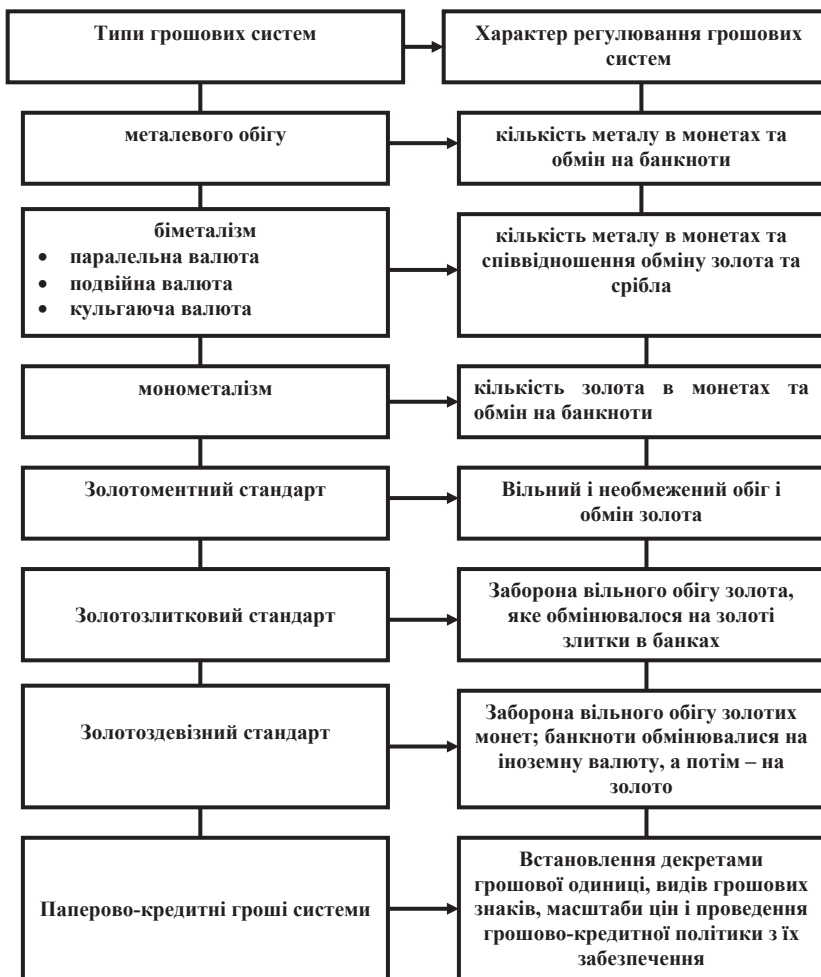 Типи грошових систем
Характер регулювання грошових
систем
металевого обігу
кількість металу в монетах та
обмін на банкноти
біметалізм
• паралельна валюта
• подвійна валюта
• кульгаюча валюта
кількість металу в монетах та
співвідношення обміну золота та
срібла
монометалізм
кількість золота в монетах та
обмін на банкноти
Золотоментний стандарт
Вільний і необмежений обіг і
обмін золота
Золотозлитковий стандарт
Заборона вільного обігу золота,
яке обмінювалося на золоті
злитки в банках
Золотоздевізний стандарт
Заборона вільного обігу золотих
монет; банкноти обмінювалися на
іноземну валюту, а потім – на
золото
Паперово-кредитні гроші системи
Встановлення декретами
грошової одиниці, видів грошових
знаків, масштаби цін і проведення
грошово-кредитної політики з їх
забезпечення